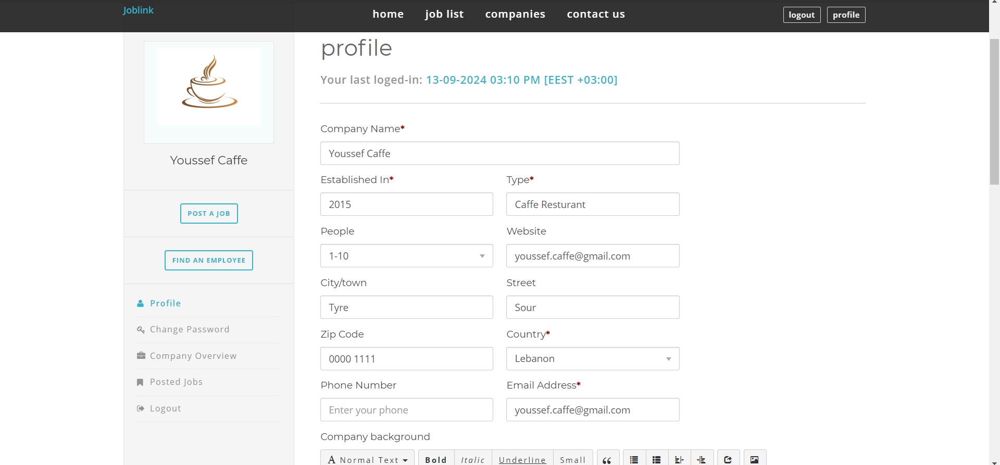 Joblink
home job list companies contact us
logout profile
profile
Your last loged-in: 13-09-2024 03:10 PM [EEST +03:00]
Youssef Caffe
POST A JOB
FIND AN EMPLOYEE
Profile
Change Password
Company Overview
Posted Jobs
Logout
Company Name*
Youssef Caffe
Established In* Type*
2015 Caffe Resturant
People Website
1-10 youssef.caffe@gmail.com
City/town Street
Tyre Sour
Zip Code Country*
0000 1111 Lebanon
Phone Number Email Address*
Enter your phone youssef.caffe@gmail.com
Company background
A Normal Text Bold Italic Underline Small